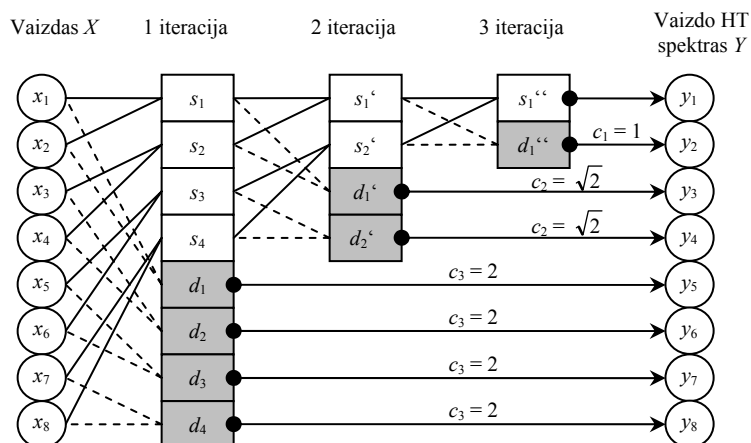 Vaizdas X 1 iteracija 2 iteracija 3 iteracija Vaizdo HT
spektras Y
x₁ s₁ s₁‘ s₁‘‘ y₁
x₂ s₂ s₂‘ d₁‘‘ c₁ = 1 y₂
x₃ s₃ d₁‘ c₂ = √2 y₃
x₄ s₄ d₂‘ c₂ = √2 y₄
x₅ d₁ c₃ = 2 y₅
x₆ d₂ c₃ = 2 y₆
x₇ d₃ c₃ = 2 y₇
x₈ d₄ c₃ = 2 y₈